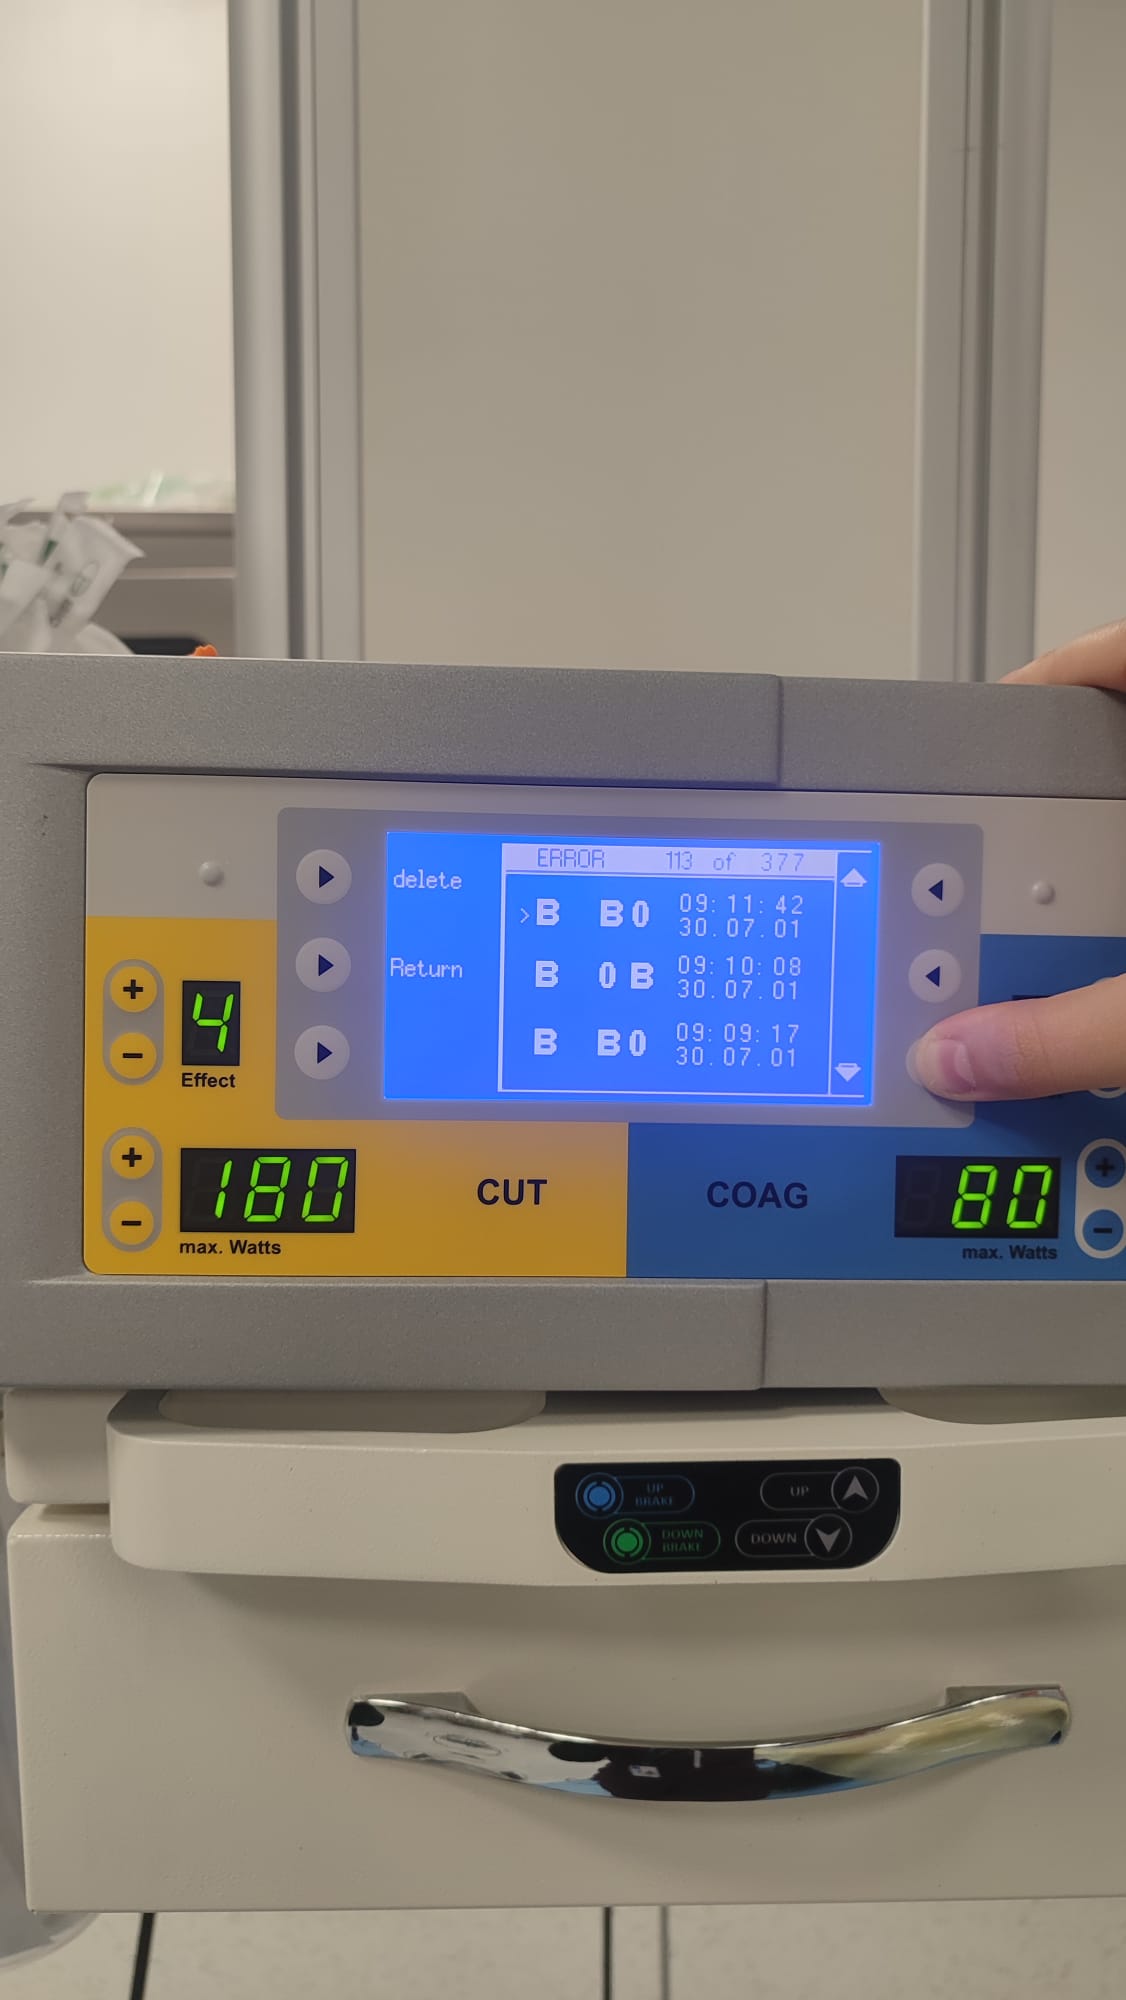 ERROR 113 of 377
delete
>B B0 09:11:42
30.07.01
Return
B 0B 09:10:08
30.07.01
B B0 09:09:17
30.07.01
+
4
−
Effect
+
180
−
max. Watts
CUT
COAG
80
+
−
max. Watts
UP BRAKE
UP
DOWN BRAKE
DOWN